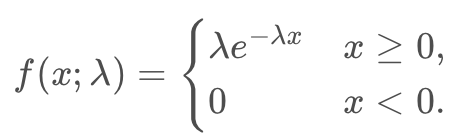 f(x; λ) = { λe^{−λx} x ≥ 0,
0 x < 0.